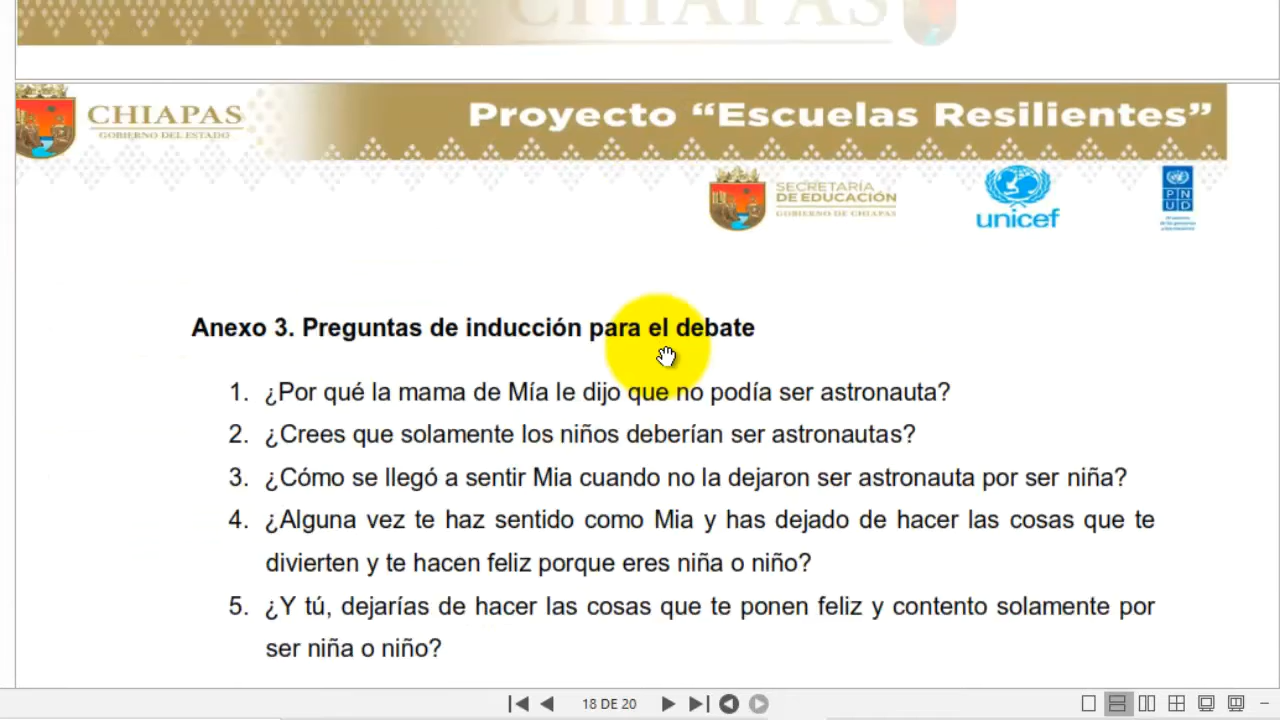 CHIAPAS
CHIAPAS
GOBIERNO DEL ESTADO
Proyecto “Escuelas Resilientes”
SECRETARÍA
DE EDUCACIÓN
GOBIERNO DE CHIAPAS
unicef
P N
U D
Anexo 3. Preguntas de inducción para el debate
1. ¿Por qué la mama de Mía le dijo que no podía ser astronauta?
2. ¿Crees que solamente los niños deberían ser astronautas?
3. ¿Cómo se llegó a sentir Mia cuando no la dejaron ser astronauta por ser niña?
4. ¿Alguna vez te haz sentido como Mia y has dejado de hacer las cosas que te
divierten y te hacen feliz porque eres niña o niño?
5. ¿Y tú, dejarías de hacer las cosas que te ponen feliz y contento solamente por
ser niña o niño?
18 DE 20